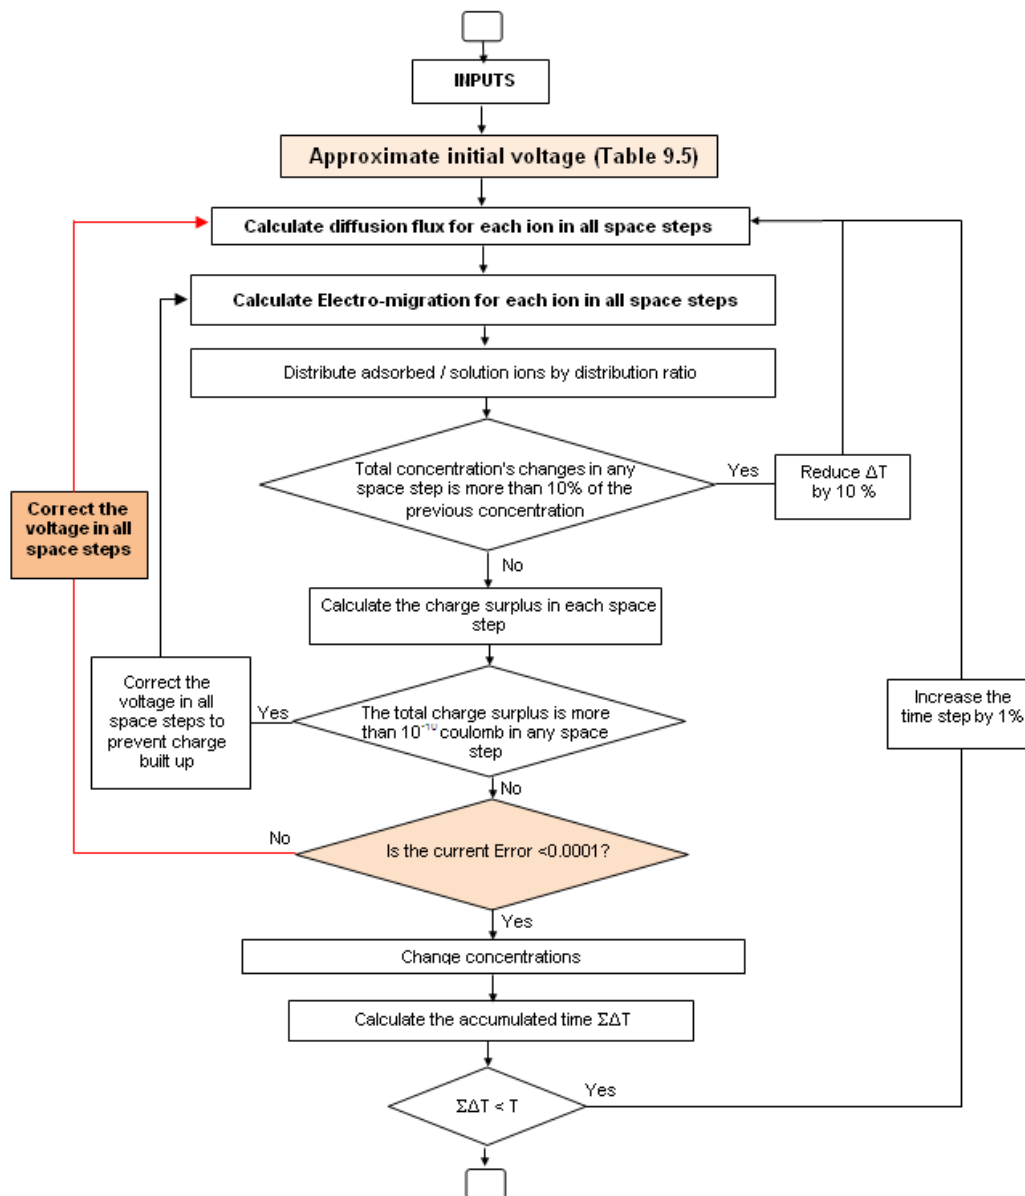 INPUTS
Approximate initial voltage (Table 9.5)
Calculate diffusion flux for each ion in all space steps
Calculate Electro-migration for each ion in all space steps
Distribute adsorbed / solution ions by distribution ratio
Total concentration's changes in any
space step is more than 10% of the
previous concentration
Yes
Reduce ΔT
by 10 %
Correct the
voltage in all
space steps
No
Calculate the charge surplus in each space
step
Correct the
voltage in all
space steps to
prevent charge
built up
Yes
The total charge surplus is more
than 10⁻¹⁰ coulomb in any space
step
Increase the
time step by 1%
No
No
Is the current Error <0.0001?
Yes
Change concentrations
Calculate the accumulated time ΣΔT
Yes
ΣΔT < T